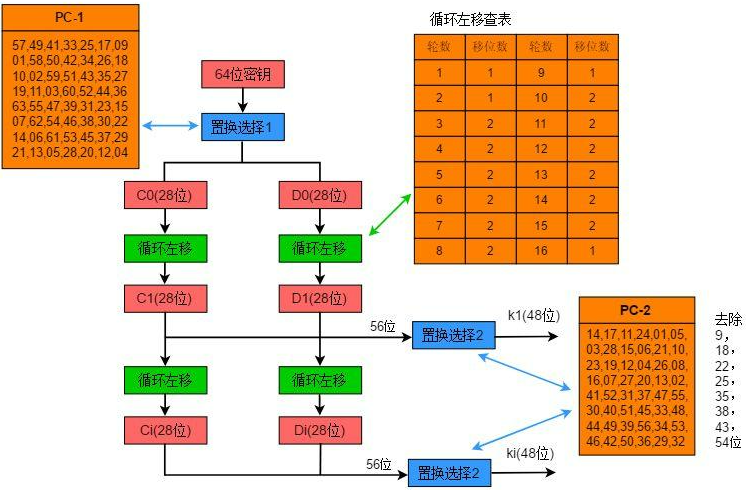 PC-1
57,49,41,33,25,17,09
01,58,50,42,34,26,18
10,02,59,51,43,35,27
19,11,03,60,52,44,36
63,55,47,39,31,23,15
07,62,54,46,38,30,22
14,06,61,53,45,37,29
21,13,05,28,20,12,04
64位密钥
置换选择1
C0(28位)
D0(28位)
循环左移
循环左移
C1(28位)
D1(28位)
循环左移查表
轮数 移位数 轮数 移位数
1 1 9 1
2 1 10 2
3 2 11 2
4 2 12 2
5 2 13 2
6 2 14 2
7 2 15 2
8 2 16 1
56位
置换选择2
k1(48位)
循环左移
循环左移
Ci(28位)
Di(28位)
56位
置换选择2
ki(48位)
PC-2
14,17,11,24,01,05,
03,28,15,06,21,10,
23,19,12,04,26,08,
16,07,27,20,13,02,
41,52,31,37,47,55,
30,40,51,45,33,48,
44,49,39,56,34,53,
46,42,50,36,29,32
去除
9,
18,
22,
25,
35,
38,
43,
54位